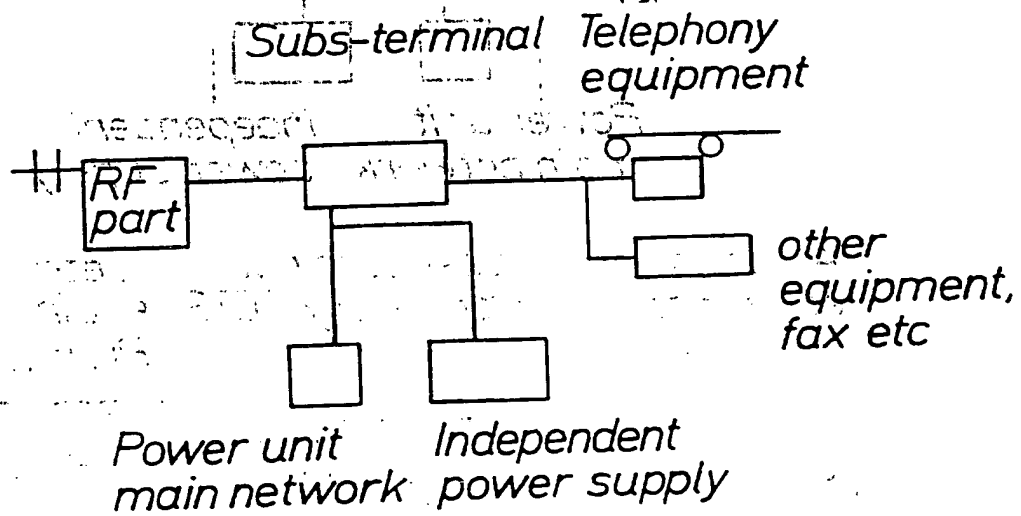 Subs-terminal
Telephony
equipment
RF
part
other
equipment,
fax etc
Power unit
main network
Independent
power supply